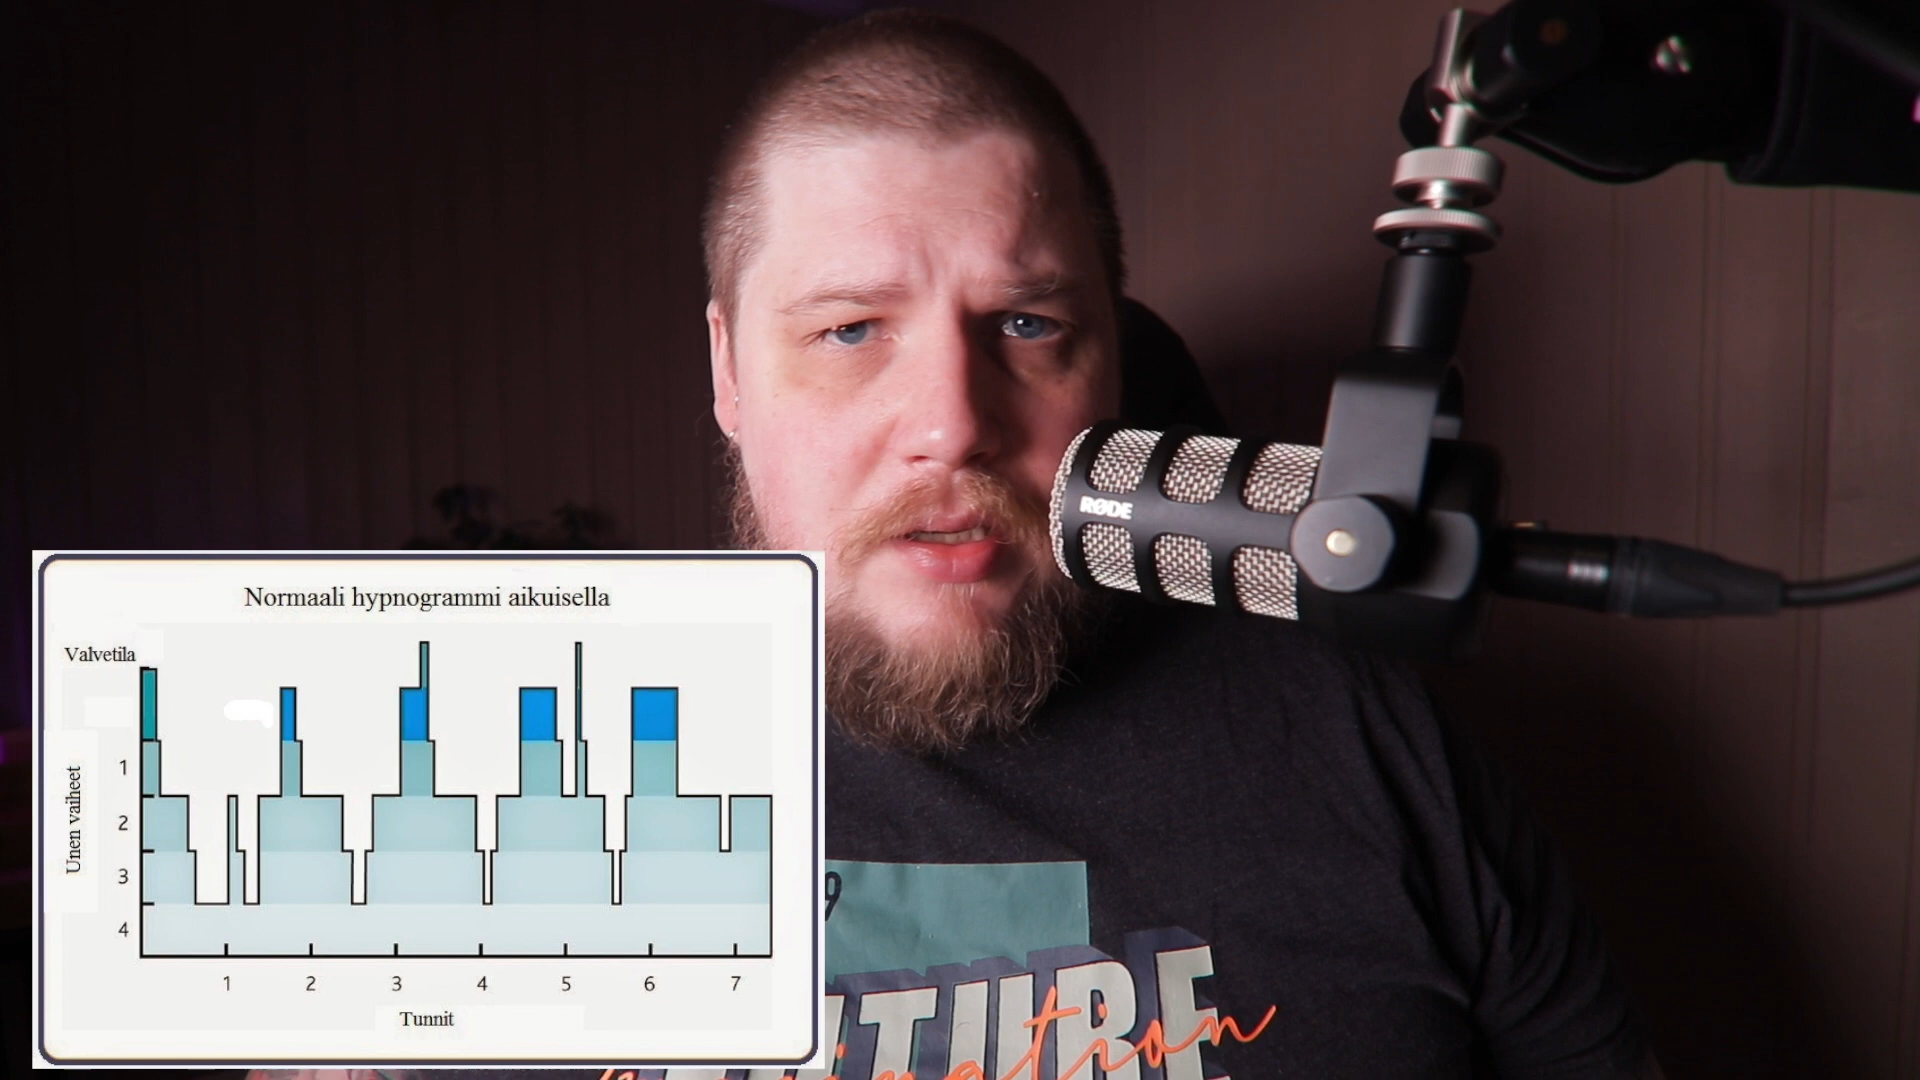 RØDE
Normaali hypnogrammi aikuisella
Valvetila
Unen vaiheet
1
2
3
4
1 2 3 4 5 6 7
Tunnit
9